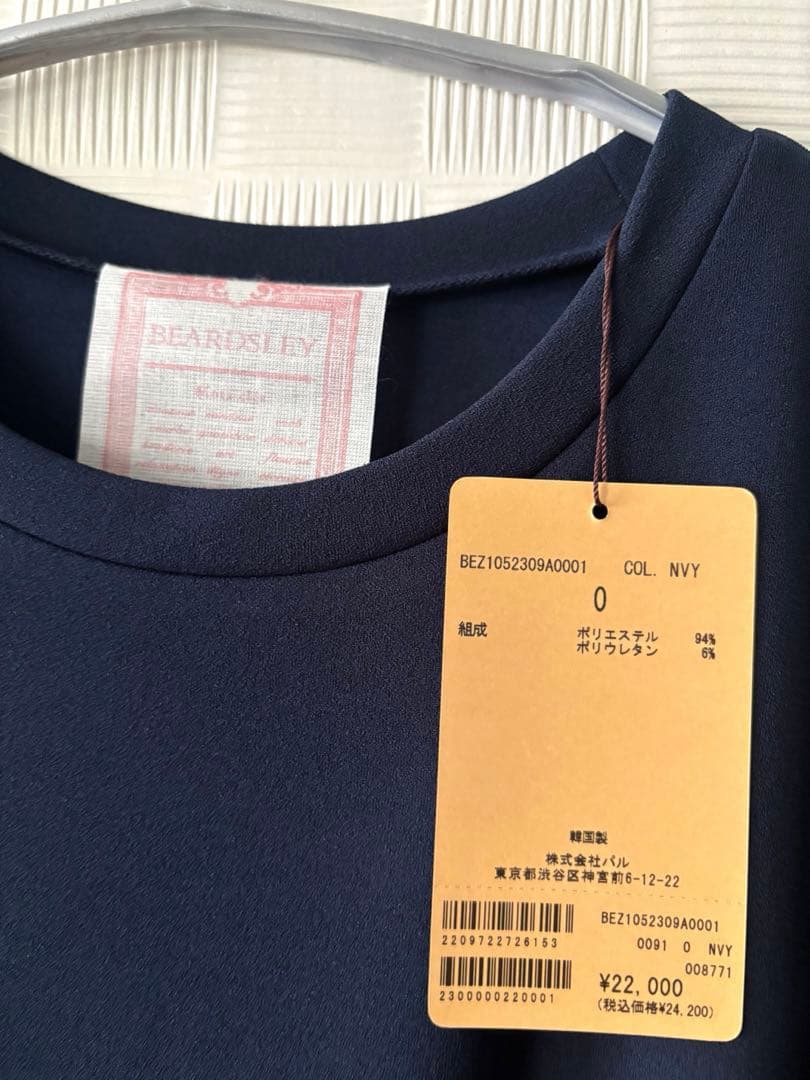 BEARDSLEY
BEZ1052309A0001 COL. NVY
0
組成 ポリエステル 94%
ポリウレタン 6%
韓国製
株式会社パル
東京都渋谷区神宮前6-12-22
BEZ1052309A0001
2209722726153
0091 0 NVY
008771
¥22,000
2300000220001
(税込価格¥24,200)